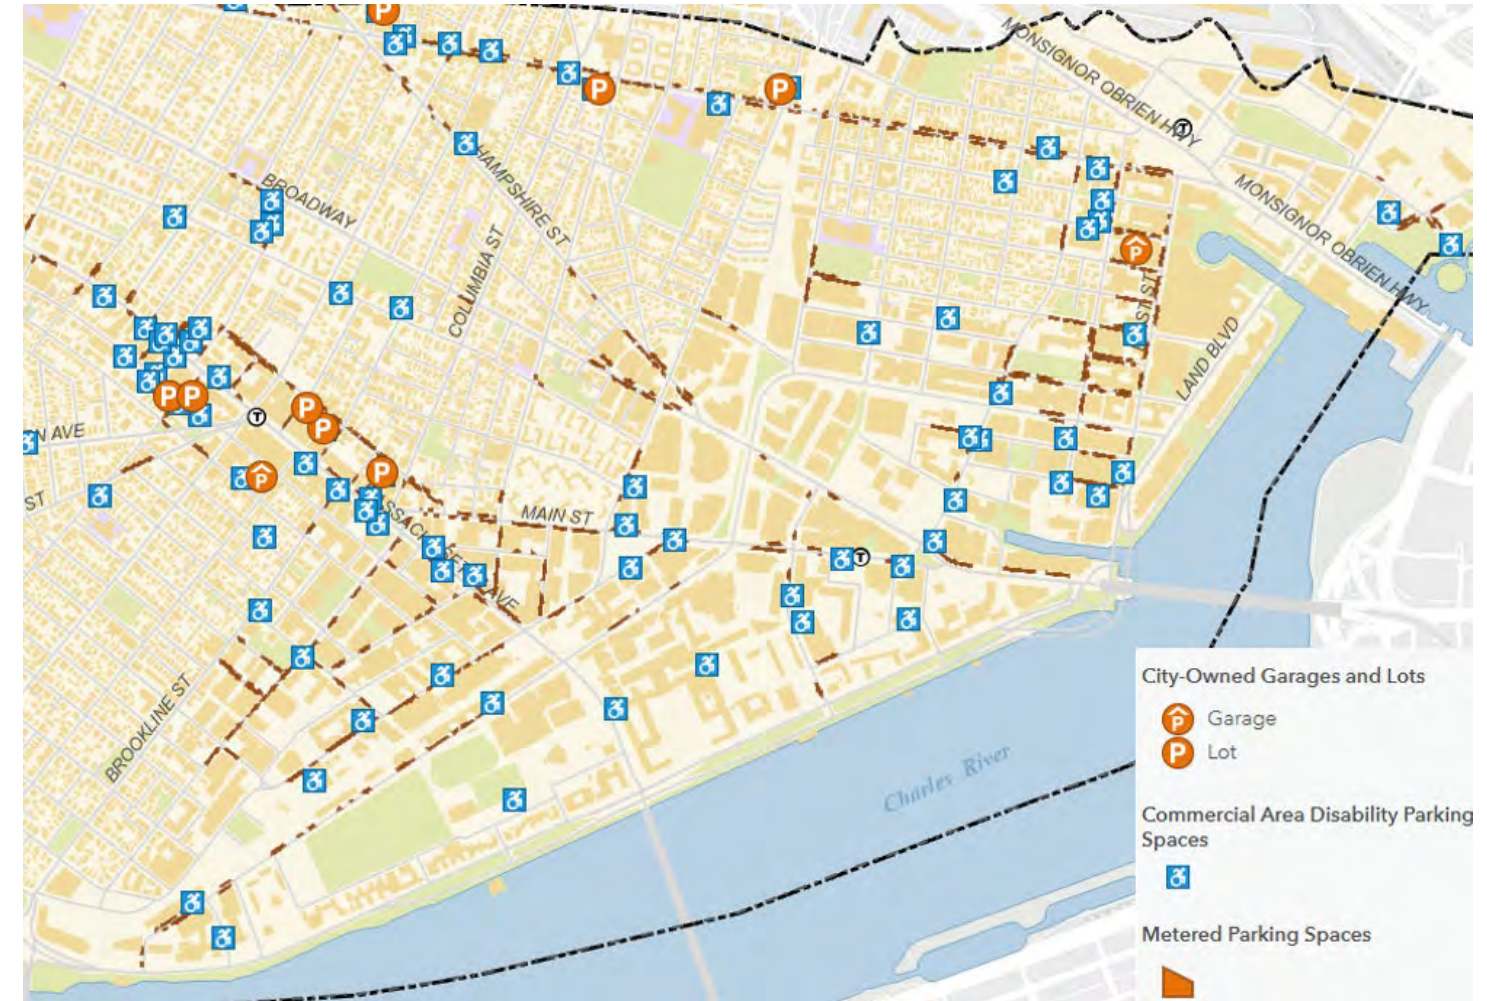 MONSIGNOR OBRIEN HWY
MONSIGNOR OBRIEN HWY
BROADWAY
HAMPSHIRE ST
COLUMBIA ST
LAND BLVD
AVE
ST
MAIN ST
AVE
BROOKLINE ST
Charles River
City-Owned Garages and Lots
P Garage
P Lot
Commercial Area Disability Parking
Spaces
Metered Parking Spaces